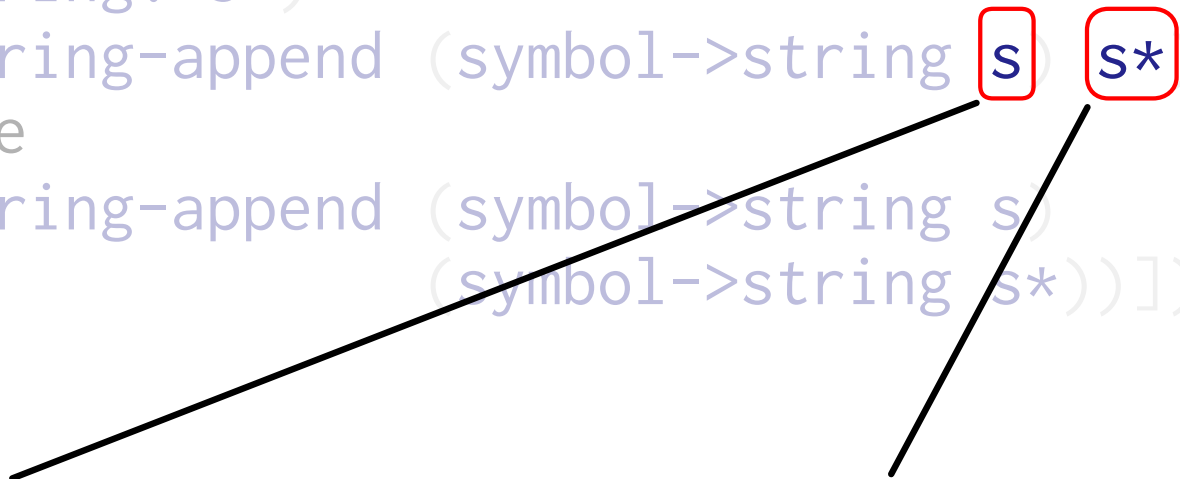 ring-append (symbol->string s) s*
e
ring-append (symbol->string s)
(symbol->string s*))])